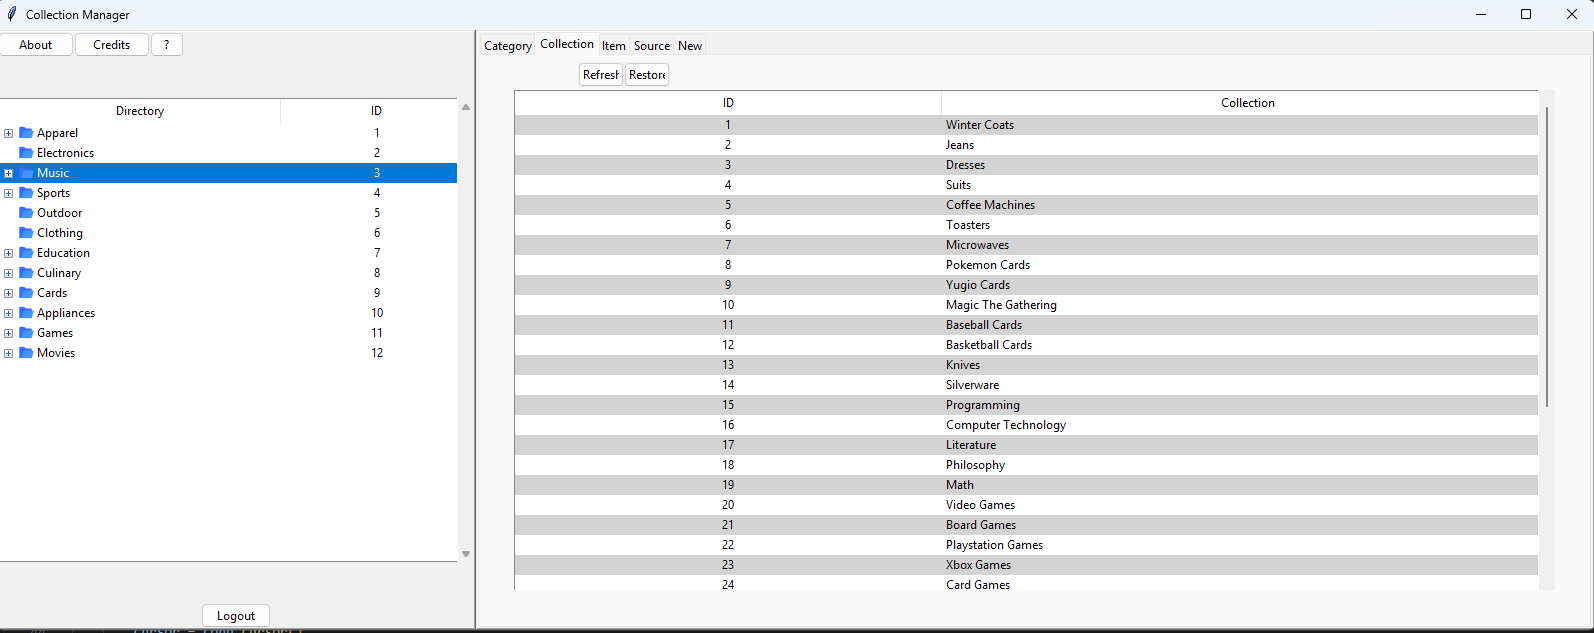 Collection Manager
About Credits ?
Directory ID
Apparel 1
Electronics 2
Music 3
Sports 4
Outdoor 5
Clothing 6
Education 7
Culinary 8
Cards 9
Appliances 10
Games 11
Movies 12
Logout
Category Collection Item Source New
Refresh Restore
ID Collection
1 Winter Coats
2 Jeans
3 Dresses
4 Suits
5 Coffee Machines
6 Toasters
7 Microwaves
8 Pokemon Cards
9 Yugio Cards
10 Magic The Gathering
11 Baseball Cards
12 Basketball Cards
13 Knives
14 Silverware
15 Programming
16 Computer Technology
17 Literature
18 Philosophy
19 Math
20 Video Games
21 Board Games
22 Playstation Games
23 Xbox Games
24 Card Games